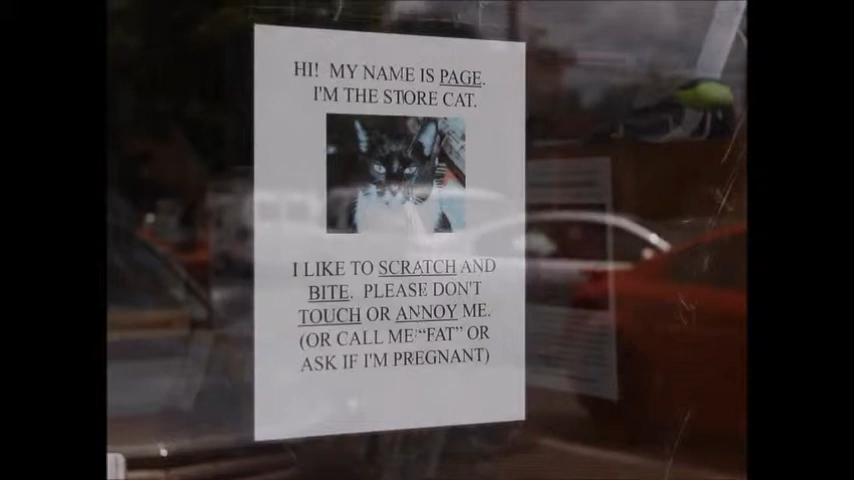 HI! MY NAME IS PAGE.
I'M THE STORE CAT.
I LIKE TO SCRATCH AND
BITE. PLEASE DON'T
TOUCH OR ANNOY ME.
(OR CALL ME "FAT" OR
ASK IF I'M PREGNANT)